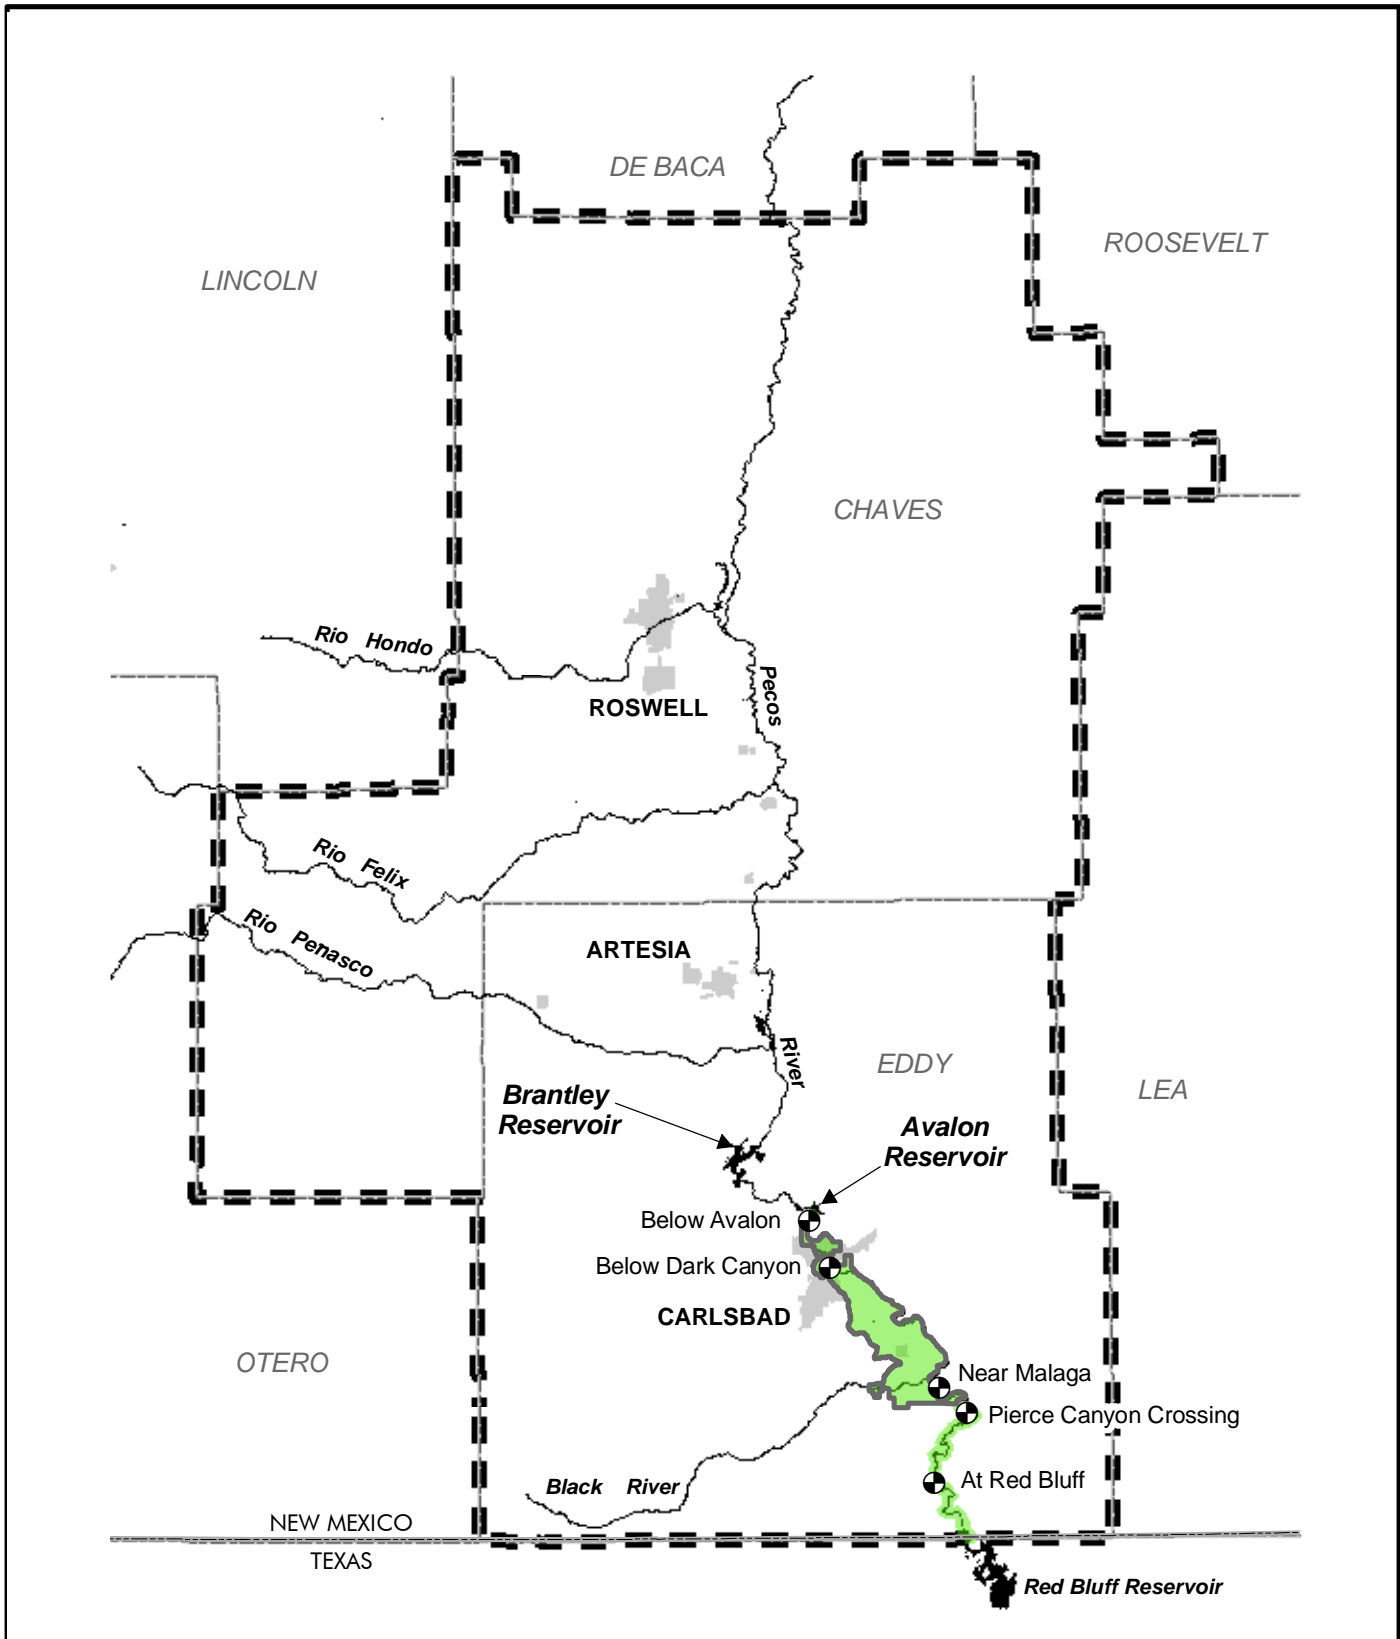 DE BACA
ROOSEVELT
LINCOLN
CHAVES
Rio Hondo
ROSWELL
Pecos
Rio Felix
Rio Penasco
ARTESIA
River
EDDY
LEA
Brantley
Reservoir
Avalon
Reservoir
Below Avalon
Below Dark Canyon
CARLSBAD
OTERO
Near Malaga
Pierce Canyon Crossing
At Red Bluff
Black River
NEW MEXICO
TEXAS
Red Bluff Reservoir